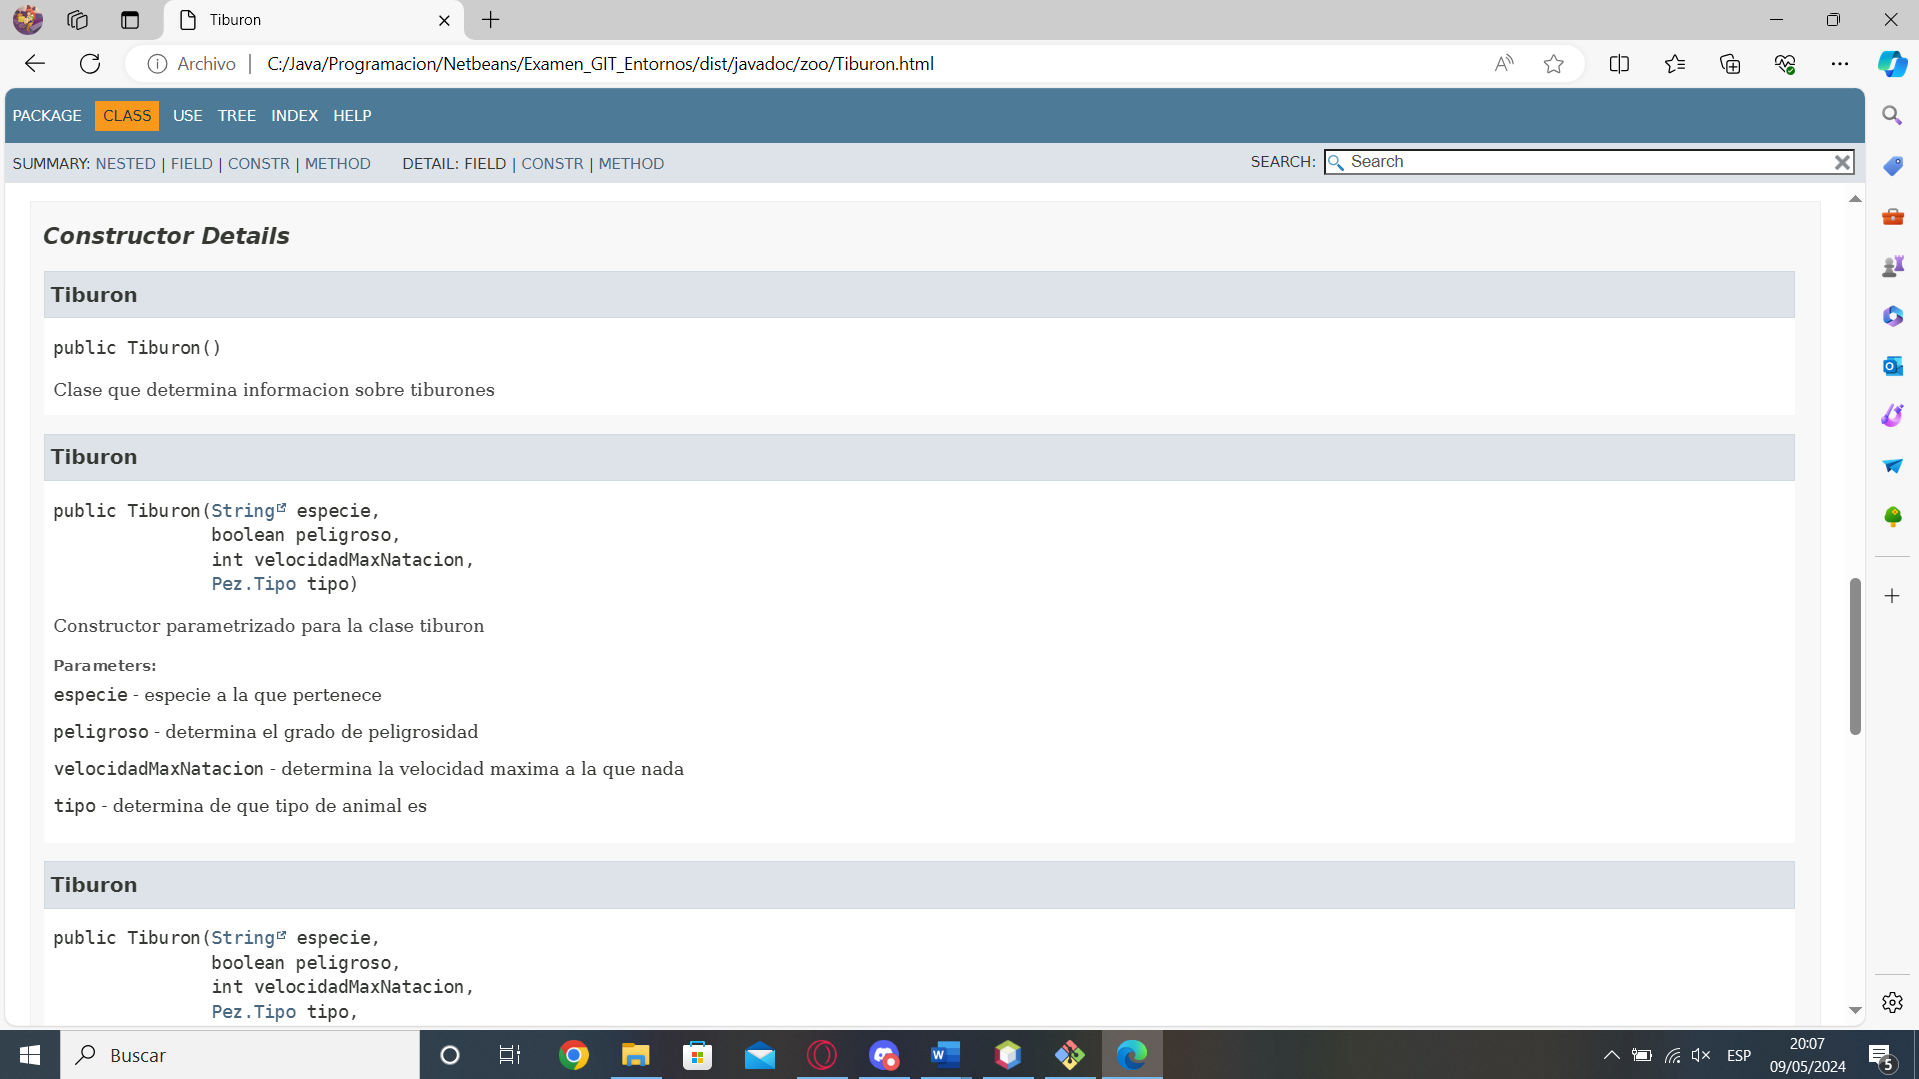 Tiburon
Archivo | C:/Java/Programacion/Netbeans/Examen_GIT_Entornos/dist/javadoc/zoo/Tiburon.html
PACKAGE CLASS USE TREE INDEX HELP
SUMMARY: NESTED | FIELD | CONSTR | METHOD DETAIL: FIELD | CONSTR | METHOD SEARCH: Search
Constructor Details
Tiburon
public Tiburon()
Clase que determina informacion sobre tiburones
Tiburon
public Tiburon(String especie,
boolean peligroso,
int velocidadMaxNatacion,
Pez.Tipo tipo)
Constructor parametrizado para la clase tiburon
Parameters:
especie - especie a la que pertenece
peligroso - determina el grado de peligrosidad
velocidadMaxNatacion - determina la velocidad maxima a la que nada
tipo - determina de que tipo de animal es
Tiburon
public Tiburon(String especie,
boolean peligroso,
int velocidadMaxNatacion,
Pez.Tipo tipo,
Buscar
ESP
20:07
09/05/2024
5